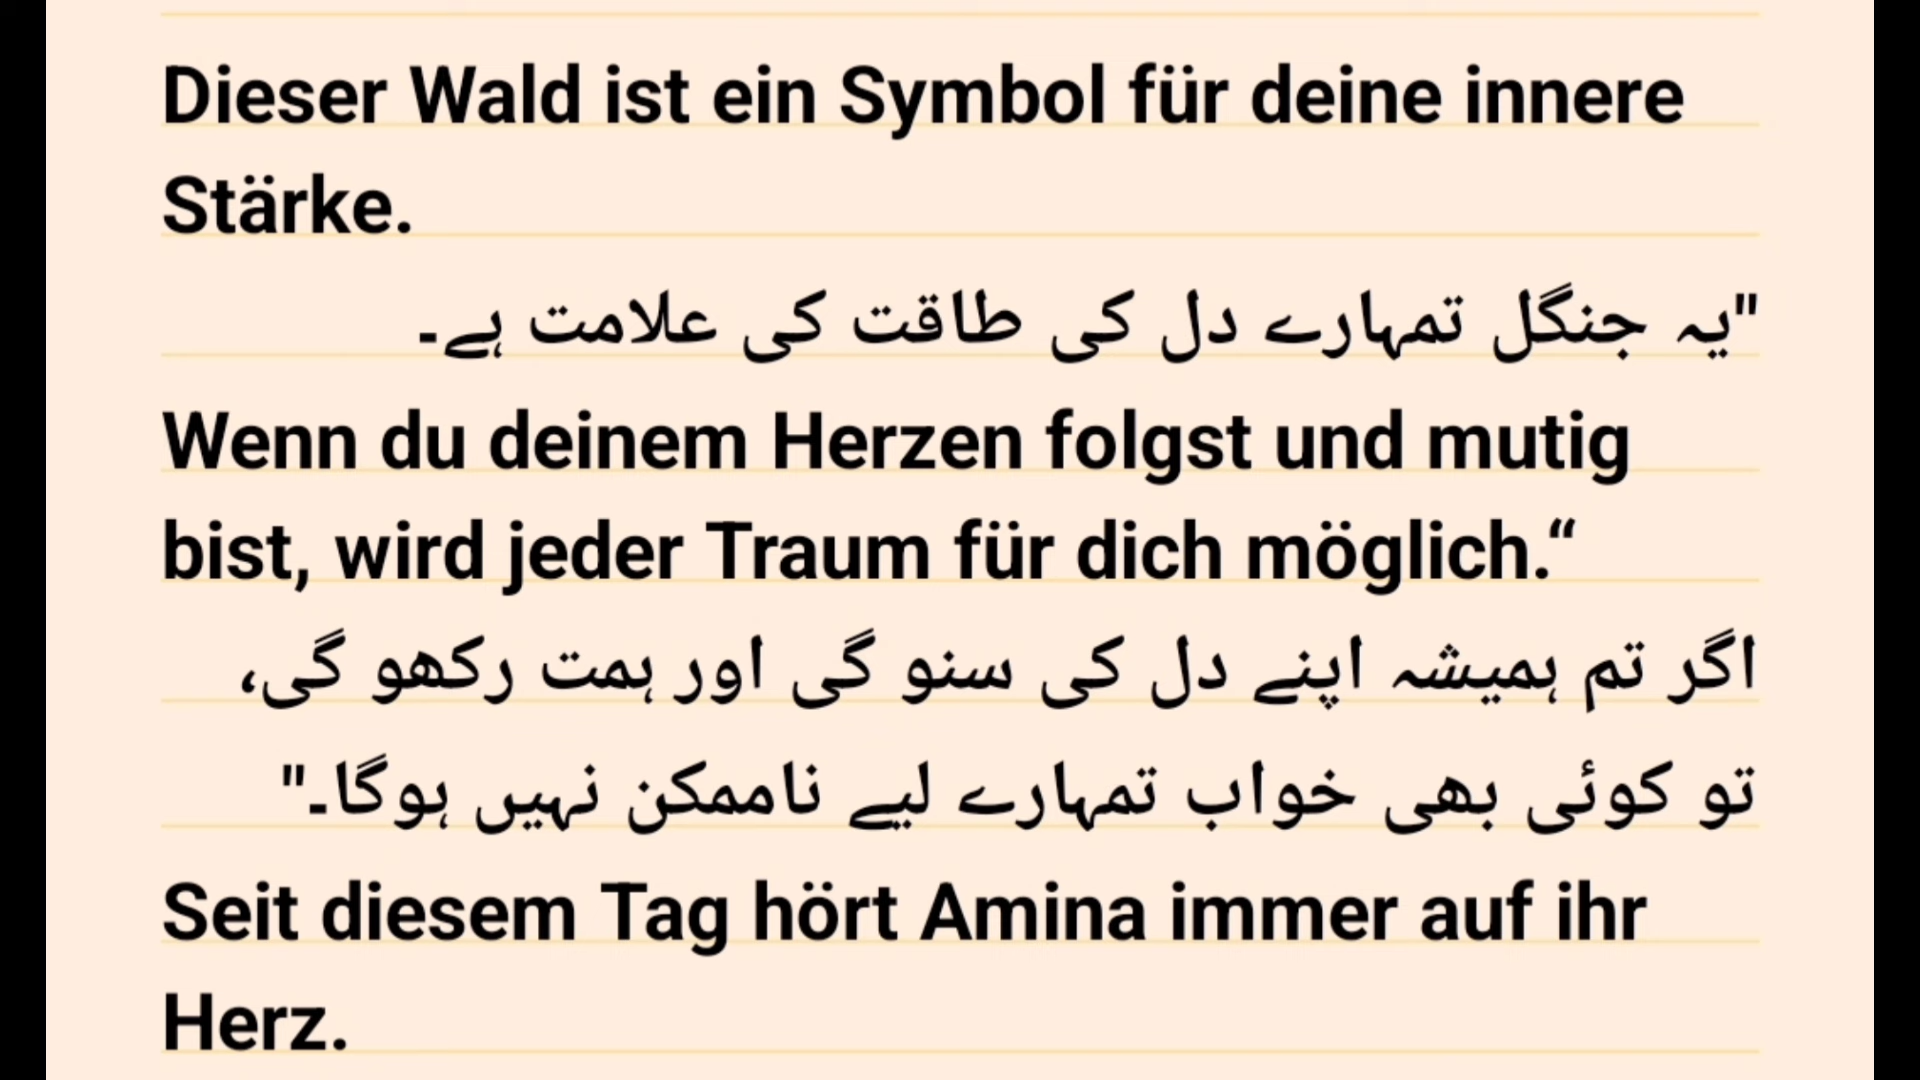 Dieser Wald ist ein Symbol für deine innere
Stärke.
"یہ جنگل تمہارے دل کی طاقت کی علامت ہے۔
Wenn du deinem Herzen folgst und mutig
bist, wird jeder Traum für dich möglich.“
اگر تم ہمیشہ اپنے دل کی سنو گی اور ہمت رکھو گی،
تو کوئی بھی خواب تمہارے لیے ناممکن نہیں ہوگا۔"
Seit diesem Tag hört Amina immer auf ihr
Herz.